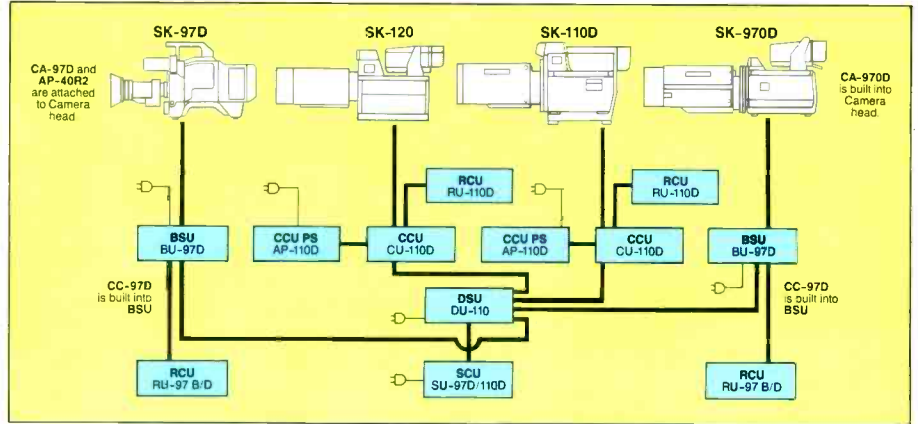 SK-97D
SK-120
SK-110D
SK-970D
CA-97D and
AP-40R2
are attached
to Camera
head.
CA-970D
is built into
Camera
head.
RCU
RU-110D
RCU
RU-110D
BSU
BU-97D
CCU PS
AP-110D
CCU
CU-110D
CCU PS
AP-110D
CCU
CU-110D
BSU
BU-97D
CC-97D
is built into
BSU
DSU
DU-110
CC-97D
is built into
BSU
RCU
RU-97 B/D
SCU
SU-97D/110D
RCU
RU-97 B/D